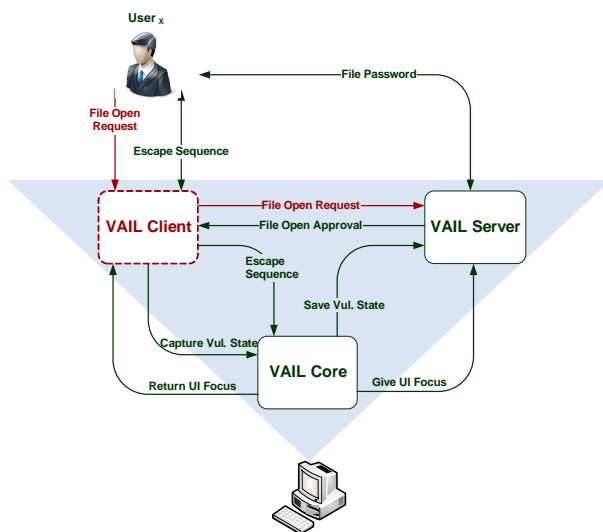 User x
File Password
File Open
Request
Escape Sequence
File Open Request
VAIL Client
File Open Approval
VAIL Server
Escape
Sequence
Save Vul. State
Capture Vul. State
VAIL Core
Return UI Focus
Give UI Focus